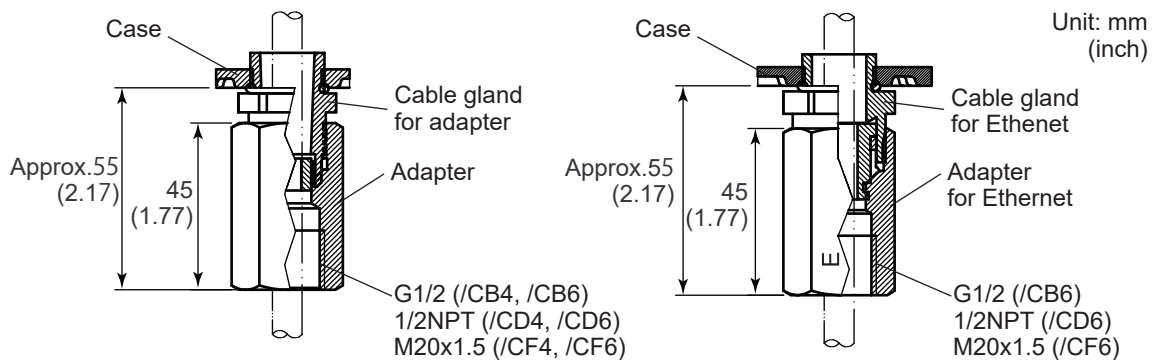 Case
Cable gland
for adapter
Adapter
Approx.55
(2.17)
45
(1.77)
G1/2 (/CB4, /CB6)
1/2NPT (/CD4, /CD6)
M20x1.5 (/CF4, /CF6)
Unit: mm
(inch)
Case
Cable gland
for Ethenet
Adapter
for Ethernet
Approx.55
(2.17)
45
(1.77)
E
G1/2 (/CB6)
1/2NPT (/CD6)
M20x1.5 (/CF6)